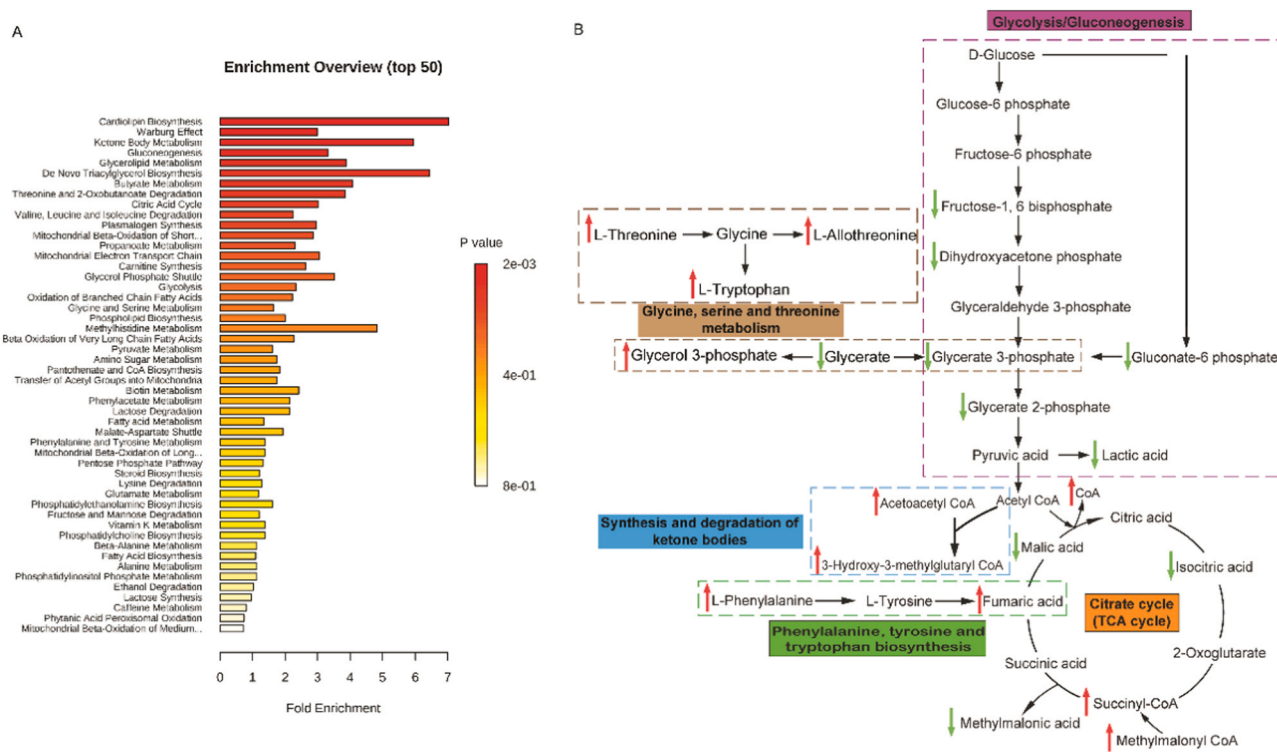 A
Enrichment Overview (top 50)
Cardiolipin Biosynthesis
Warburg Effect
Ketone Body Metabolism
Gluconeogenesis
Glycerolipid Metabolism
De Novo Triacylglycerol Biosynthesis
Butyrate Metabolism
Threonine and 2-Oxobutanoate Degradation
Citric Acid Cycle
Valine, Leucine and Isoleucine Degradation
Plasmalogen Synthesis
Mitochondrial Beta-Oxidation of Short...
Propanoate Metabolism
Mitochondrial Electron Transport Chain
Carnitine Synthesis
Glycerol Phosphate Shuttle
Glycolysis
Oxidation of Branched Chain Fatty Acids
Glycine and Serine Metabolism
Phospholipid Biosynthesis
Methylhistidine Metabolism
Beta Oxidation of Very Long Chain Fatty Acids
Pyruvate Metabolism
Amino Sugar Metabolism
Pantothenate and CoA Biosynthesis
Transfer of Acetyl Groups into Mitochondria
Biotin Metabolism
Phenylacetate Metabolism
Lactose Degradation
Fatty acid Metabolism
Malate-Aspartate Shuttle
Phenylalanine and Tyrosine Metabolism
Mitochondrial Beta-Oxidation of Long...
Pentose Phosphate Pathway
Steroid Biosynthesis
Lysine Degradation
Glutamate Metabolism
Phosphatidylethanolamine Biosynthesis
Fructose and Mannose Degradation
Vitamin K Metabolism
Phosphatidylcholine Biosynthesis
Beta-Alanine Metabolism
Fatty Acid Biosynthesis
Alanine Metabolism
Phosphatidylinositol Phosphate Metabolism
Ethanol Degradation
Lactose Synthesis
Caffeine Metabolism
Phytanic Acid Peroxisomal Oxidation
Mitochondrial Beta-Oxidation of Medium...
0 1 2 3 4 5 6 7
Fold Enrichment
P value
2e-03
4e-01
8e-01
B
Glycolysis/Gluconeogenesis
D-Glucose
Glucose-6 phosphate
Fructose-6 phosphate
Fructose-1, 6 bisphosphate
Dihydroxyacetone phosphate
Glyceraldehyde 3-phosphate
L-Threonine Glycine L-Allothreonine
L-Tryptophan
Glycine, serine and threonine
metabolism
Glycerol 3-phosphate Glycerate Glycerate 3-phosphate Gluconate-6 phosphate
Glycerate 2-phosphate
Pyruvic acid Lactic acid
Acetoacetyl CoA Acetyl CoA CoA
Citric acid
Synthesis and degradation of
ketone bodies
Malic acid
3-Hydroxy-3-methylglutaryl CoA
Isocitric acid
L-Phenylalanine L-Tyrosine Fumaric acid
Citrate cycle
(TCA cycle)
Phenylalanine, tyrosine and
tryptophan biosynthesis
2-Oxoglutarate
Succinic acid
Succinyl-CoA
Methylmalonic acid
Methylmalonyl CoA